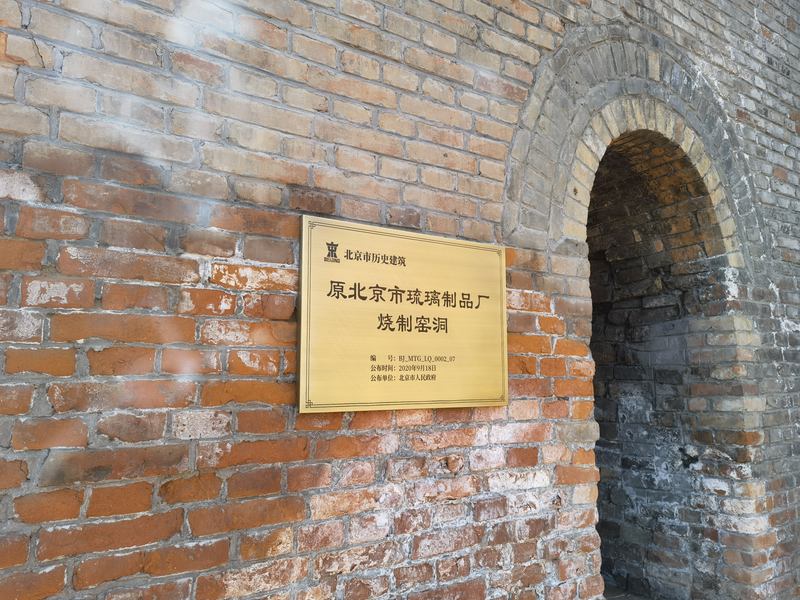 BEIJING
北京市历史建筑
原北京市琉璃制品厂
烧制窑洞
编 号：BJ_MTG_LQ_0002_07
公布时间：2020年9月18日
公布单位：北京市人民政府